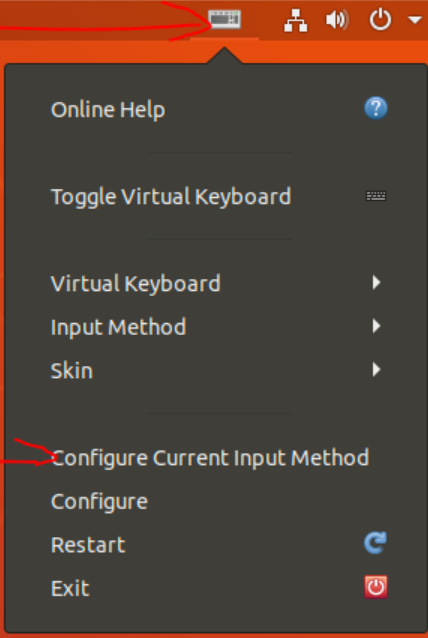 Online Help
Toggle Virtual Keyboard
Virtual Keyboard
Input Method
Skin
Configure Current Input Method
Configure
Restart
Exit